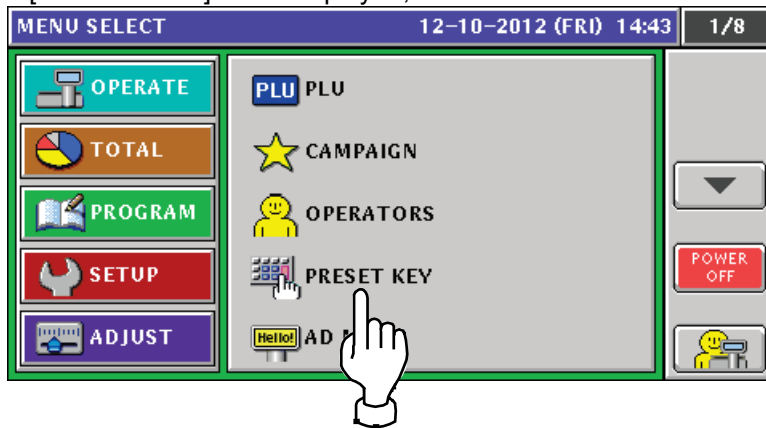 MENU SELECT 12-10-2012 (FRI) 14:43 1/8
OPERATE
TOTAL
PROGRAM
SETUP
ADJUST
PLU PLU
CAMPAIGN
OPERATORS
PRESET KEY
Hello! AD
POWER
OFF